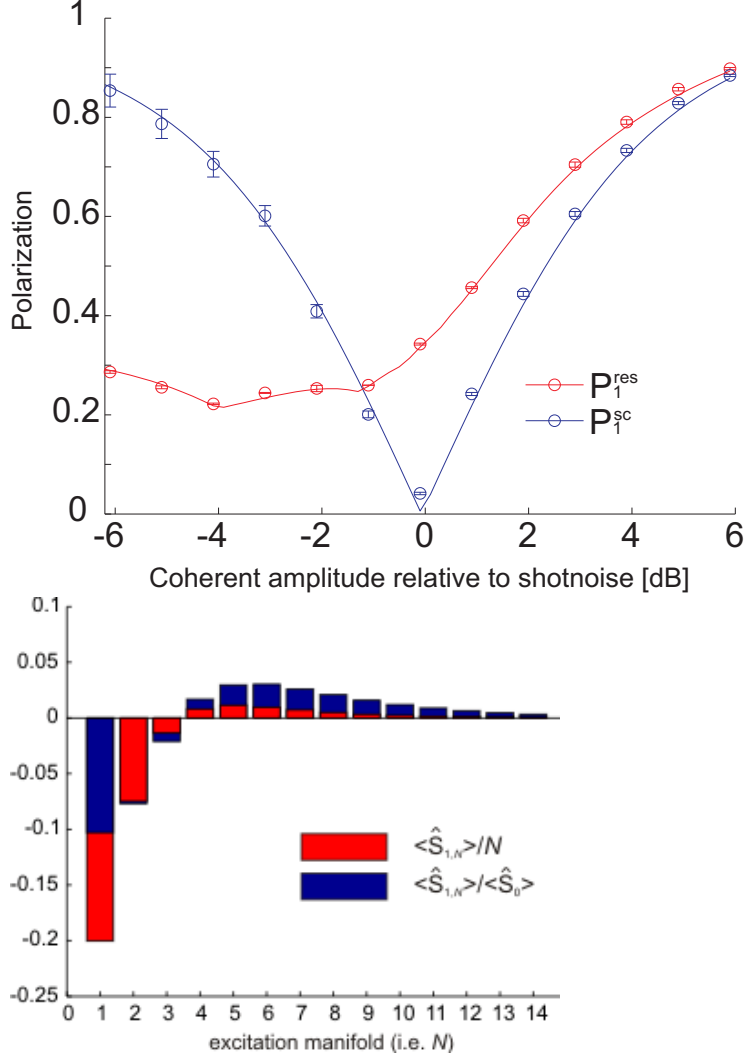 1
0.8
0.6
0.4
0.2
0
Polarization
P₁ʳᵉˢ
P₁ˢᶜ
-6 -4 -2 0 2 4 6
Coherent amplitude relative to shotnoise [dB]
0.1
0.05
0
-0.05
-0.1
-0.15
-0.2
-0.25
<Ŝ₁,N>/N
<Ŝ₁,N>/<Ŝ₀>
0 1 2 3 4 5 6 7 8 9 10 11 12 13 14
excitation manifold (i.e. N)